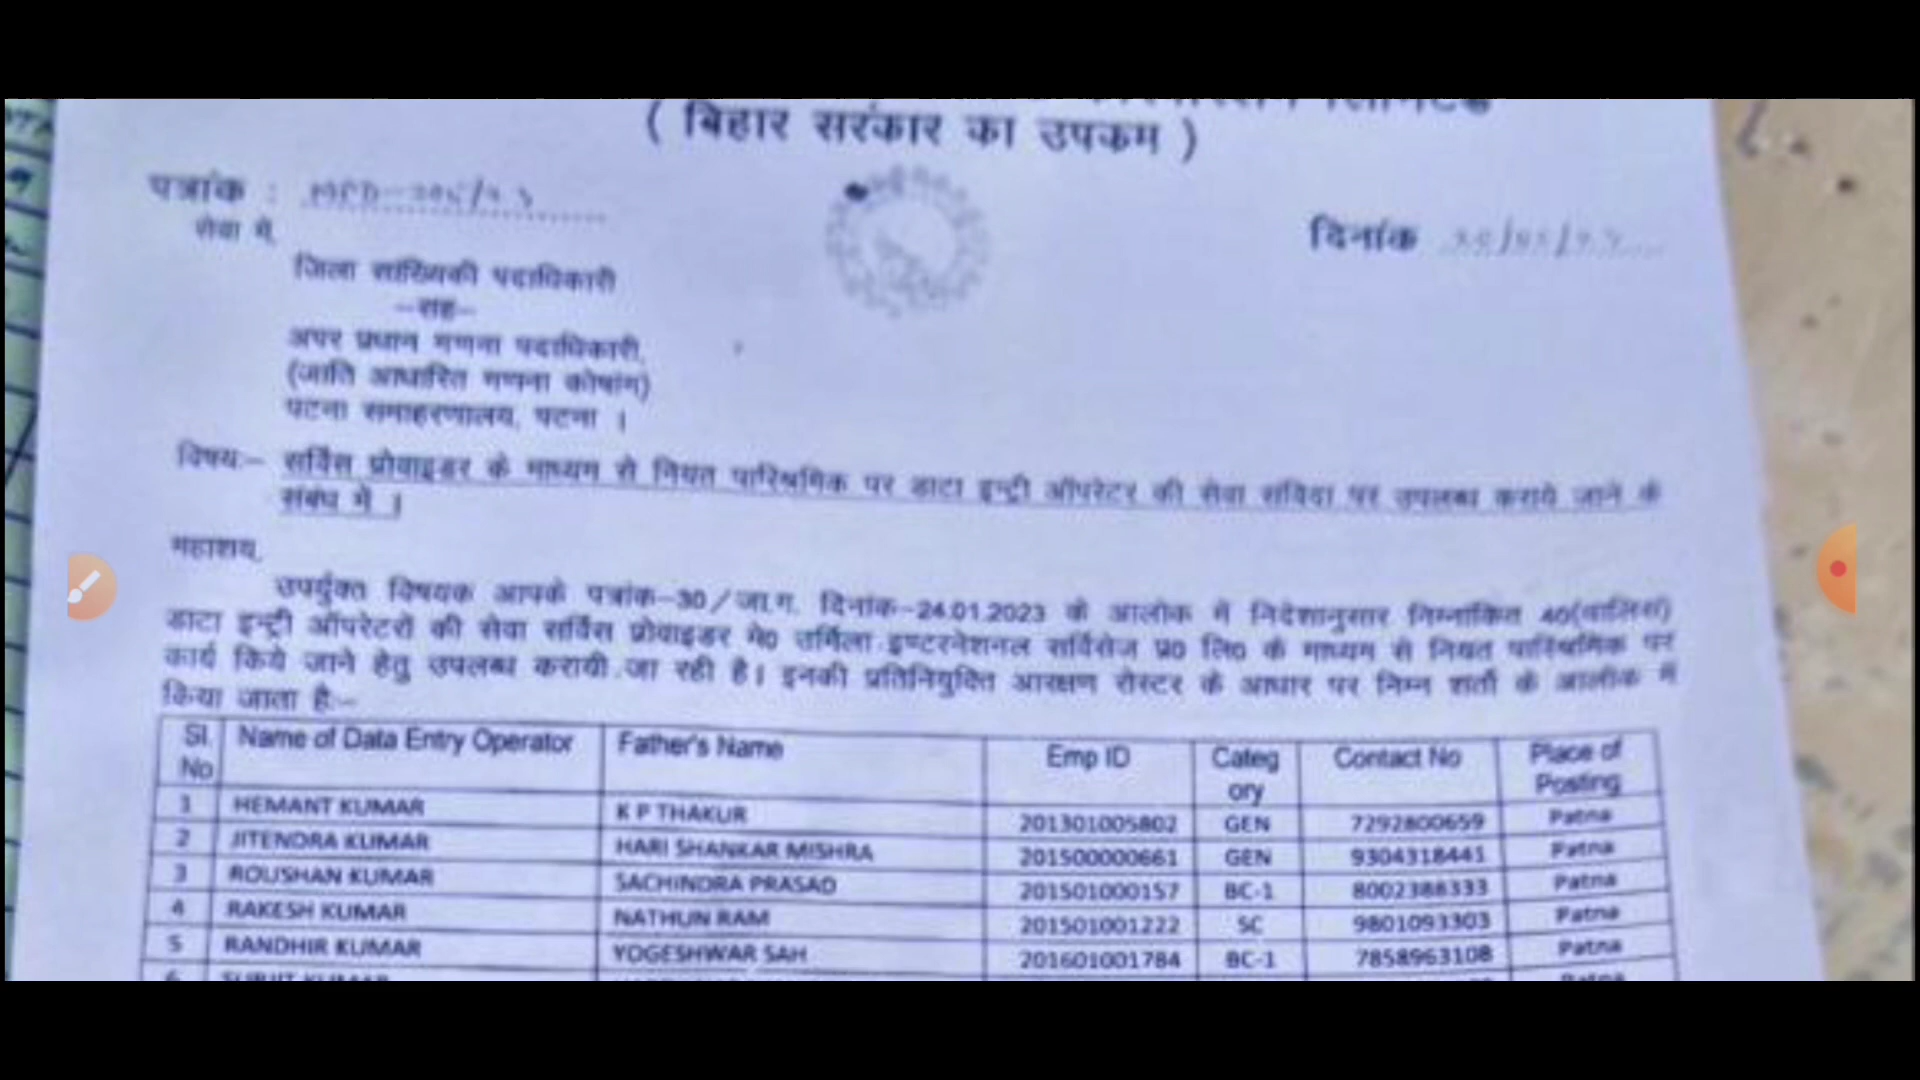 ( बिहार सरंकार का उपकम )
पत्रांक :
सेवा में,
दिनांक
जिला सांख्यिकी पदाधिकारी
–सह–
अपर प्रधान गणना पदाधिकारी,
(जाति आधारित गणना कोषांग)
पटना समाहरणालय, पटना ।
विषयः– सर्विस प्रोवाइडर के माध्यम से नियत पारिश्रमिक पर डाटा इन्ट्री ऑपरेटर की सेवा संविदा पर उपलब्ध कराये जाने के
संबंध में ।
महाशय,
उपर्युक्त विषयक आपके पत्रांक–30/जा.ग. दिनांक–24.01.2023 के आलोक में निदेशानुसार निम्नांकित 40(चालिस)
डाटा इन्ट्री ऑपरेटरों की सेवा सर्विस प्रोवाइडर मे0 उर्मिला इण्टरनेशनल सर्विसेज प्र0 लि0 के माध्यम से नियत पारिश्रमिक पर
कार्य किये जाने हेतु उपलब्ध करायी जा रही है। इनकी प्रतिनियुक्ति आरक्षण रोस्टर के आधार पर निम्न शर्तो के आलोक में
किया जाता हैः–
Sl. No Name of Data Entry Operator Father's Name Emp ID Categ ory Contact No Place of Posting
1 HEMANT KUMAR K P THAKUR 201301005802 GEN 7292800659 Patna
2 JITENDRA KUMAR HARI SHANKAR MISHRA 201500000661 GEN 9304318441 Patna
3 ROUSHAN KUMAR SACHINDRA PRASAD 201501000157 BC-1 8002388333 Patna
4 RAKESH KUMAR NATHUN RAM 201501001222 SC 9801093303 Patna
5 RANDHIR KUMAR YOGESHWAR SAH 201601001784 BC-1 7858963108 Patna